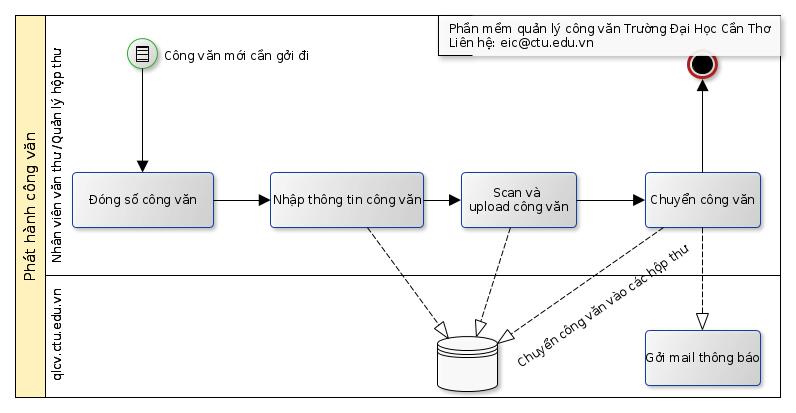 Phần mềm quản lý công văn Trường Đại Học Cần Thơ
Liên hệ: eic@ctu.edu.vn
Phát hành công văn
Nhân viên văn thư/Quản lý hộp thư
Công văn mới cần gởi đi
Đóng số công văn
Nhập thông tin công văn
Scan và
upload công văn
Chuyển công văn
qlcv.ctu.edu.vn
Chuyển công văn vào các hộp thư
Gởi mail thông báo